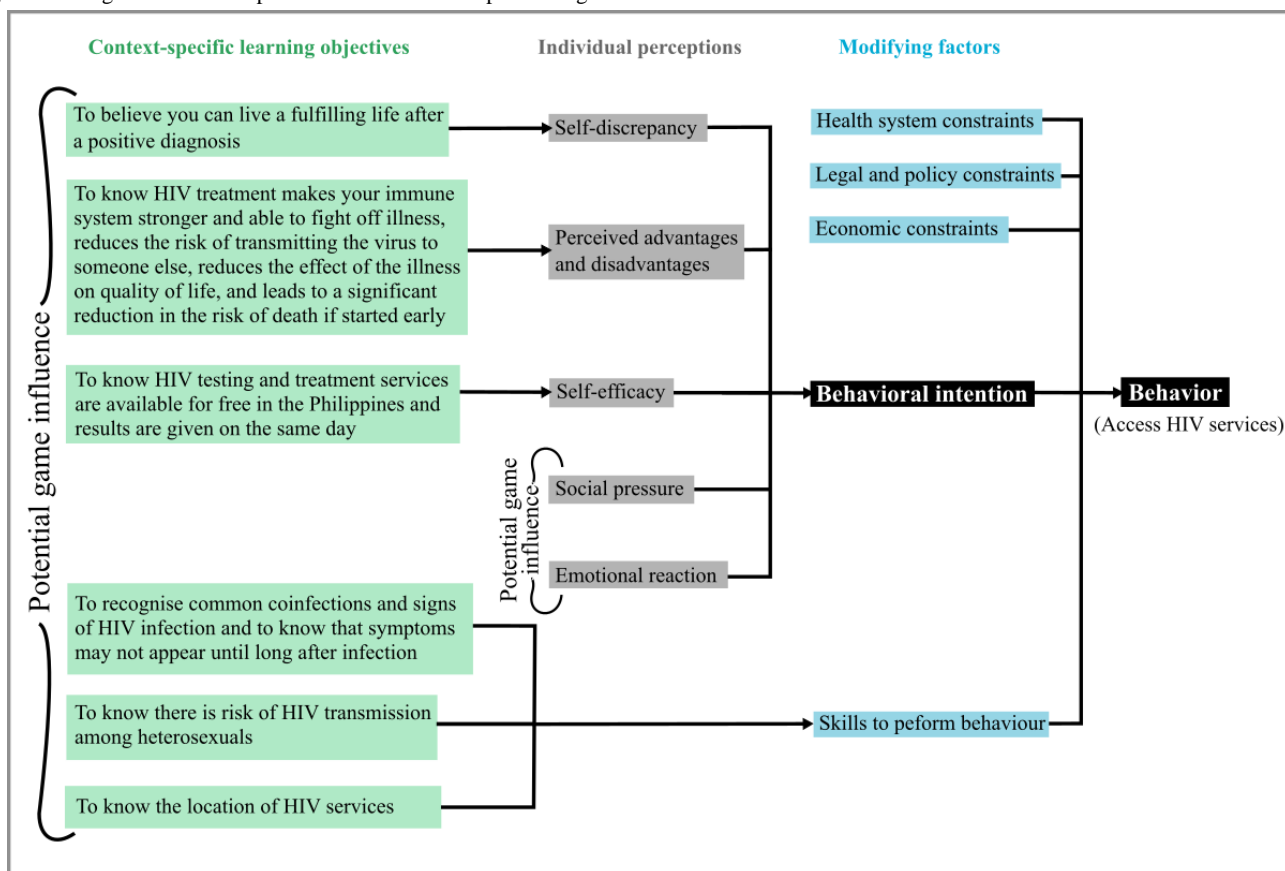 Context-specific learning objectives
Individual perceptions
Modifying factors
Potential game influence
To believe you can live a fulfilling life after
a positive diagnosis
Self-discrepancy
Health system constraints
Legal and policy constraints
Economic constraints
To know HIV treatment makes your immune
system stronger and able to fight off illness,
reduces the risk of transmitting the virus to
someone else, reduces the effect of the illness
on quality of life, and leads to a significant
reduction in the risk of death if started early
Perceived advantages
and disadvantages
To know HIV testing and treatment services
are available for free in the Philippines and
results are given on the same day
Self-efficacy
Behavioral intention
Behavior
(Access HIV services)
Potential game
influence
Social pressure
Emotional reaction
To recognise common coinfections and signs
of HIV infection and to know that symptoms
may not appear until long after infection
To know there is risk of HIV transmission
among heterosexuals
Skills to peform behaviour
To know the location of HIV services